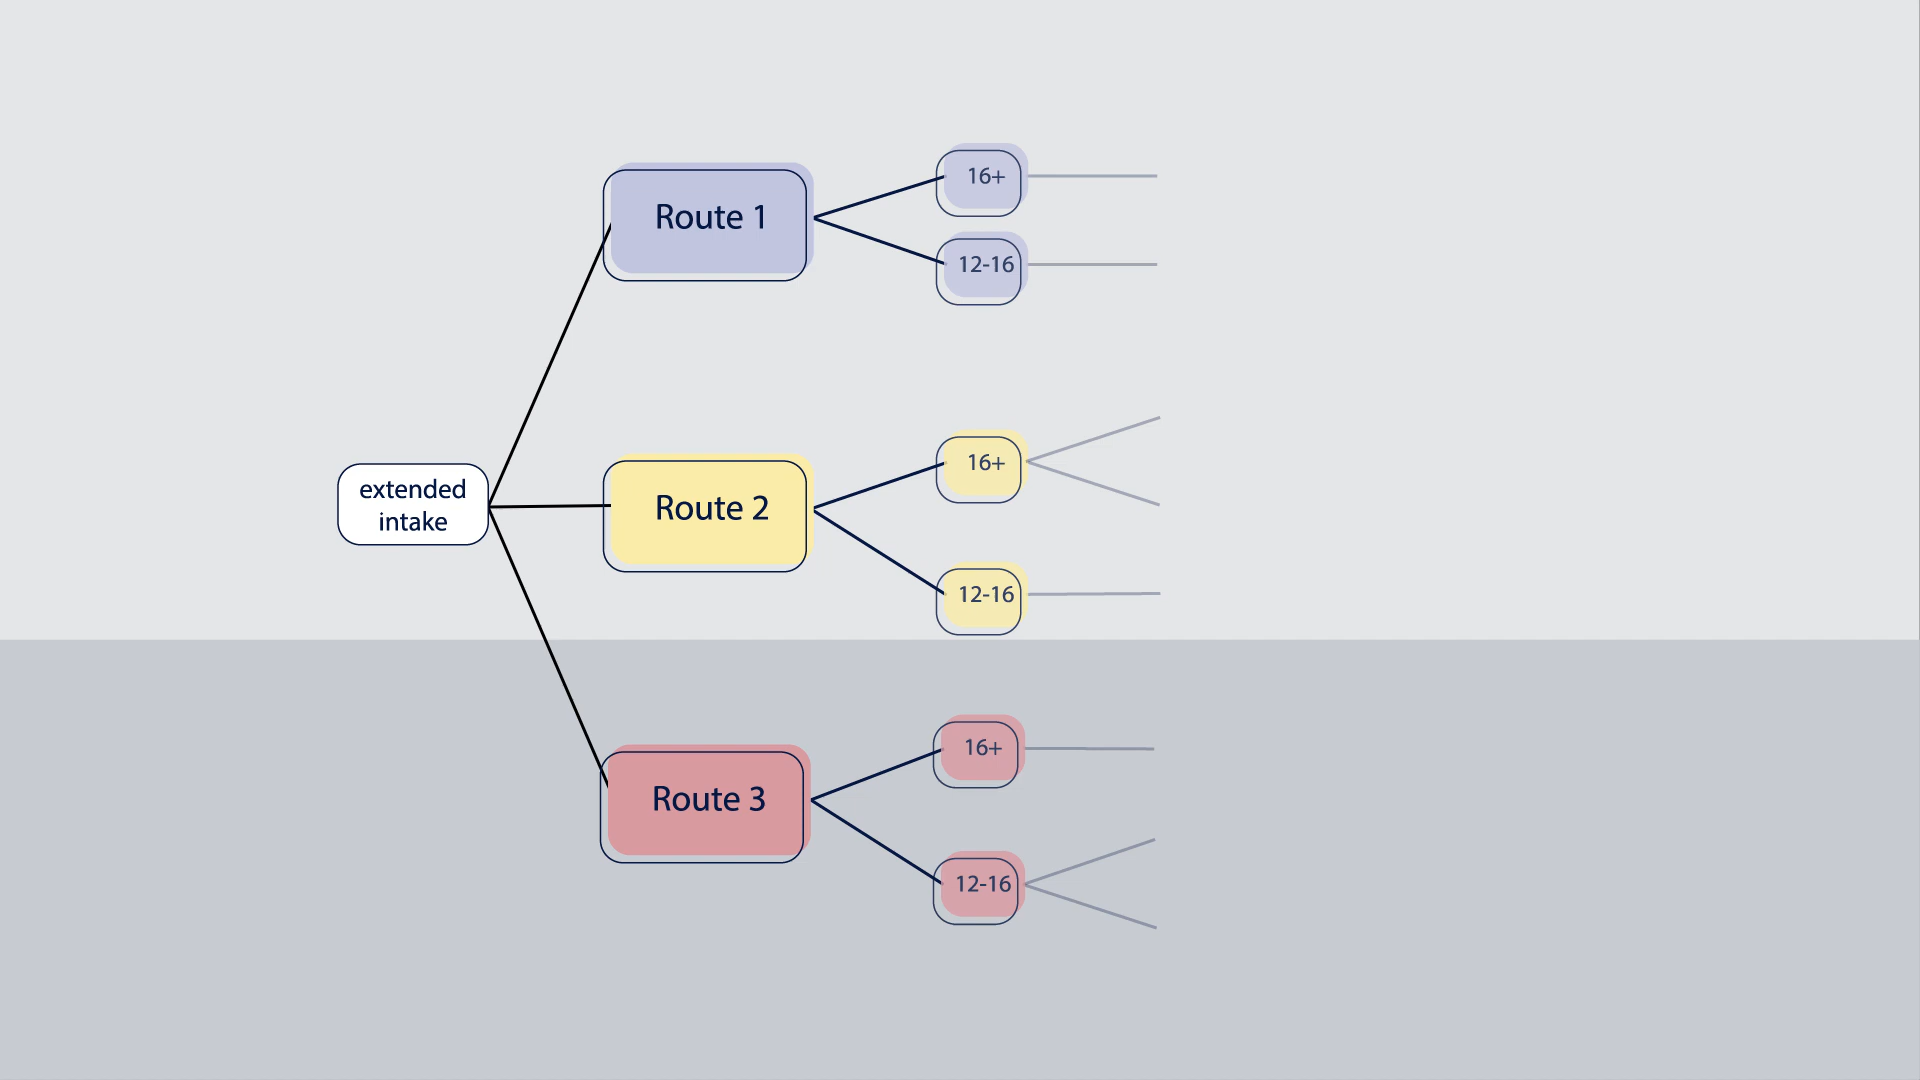 extended
intake
Route 1
16+
12-16
Route 2
16+
12-16
Route 3
16+
12-16